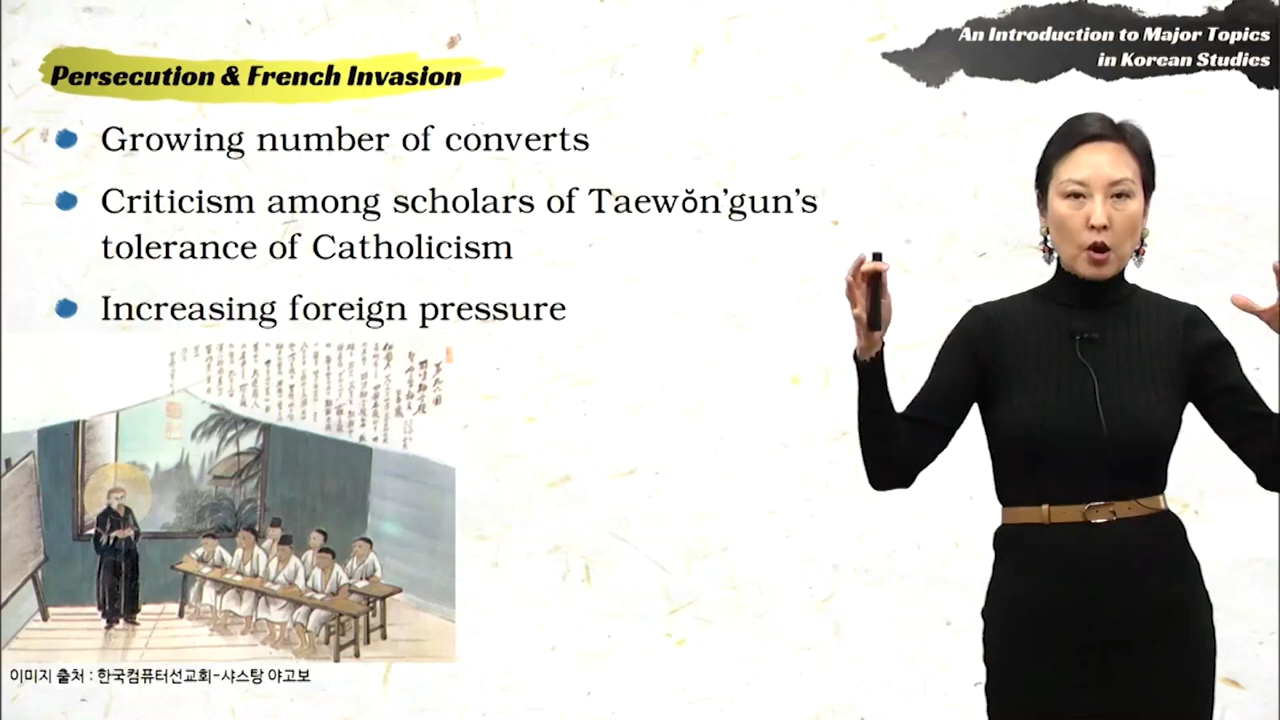 An Introduction to Major Topics
in Korean Studies
Persecution & French Invasion
Growing number of converts
Criticism among scholars of Taewŏn'gun's
tolerance of Catholicism
Increasing foreign pressure
이미지 출처 : 한국컴퓨터선교회-샤스탕 야고보